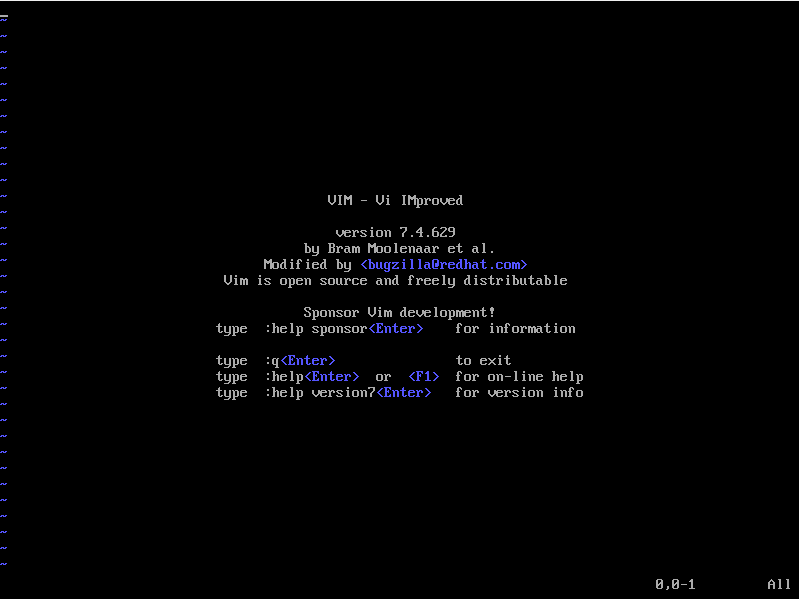 ~
~
~
~
~
~
~
~
~
~
~
~ VIM - Vi IMproved
~
~ version 7.4.629
~ by Bram Moolenaar et al.
~ Modified by <bugzilla@redhat.com>
~ Vim is open source and freely distributable
~
~ Sponsor Vim development!
~ type :help sponsor<Enter> for information
~
~ type :q<Enter> to exit
~ type :help<Enter> or <F1> for on-line help
~ type :help version7<Enter> for version info
~
~
~
~
~
~
~
~
~
~
~
0,0-1 All